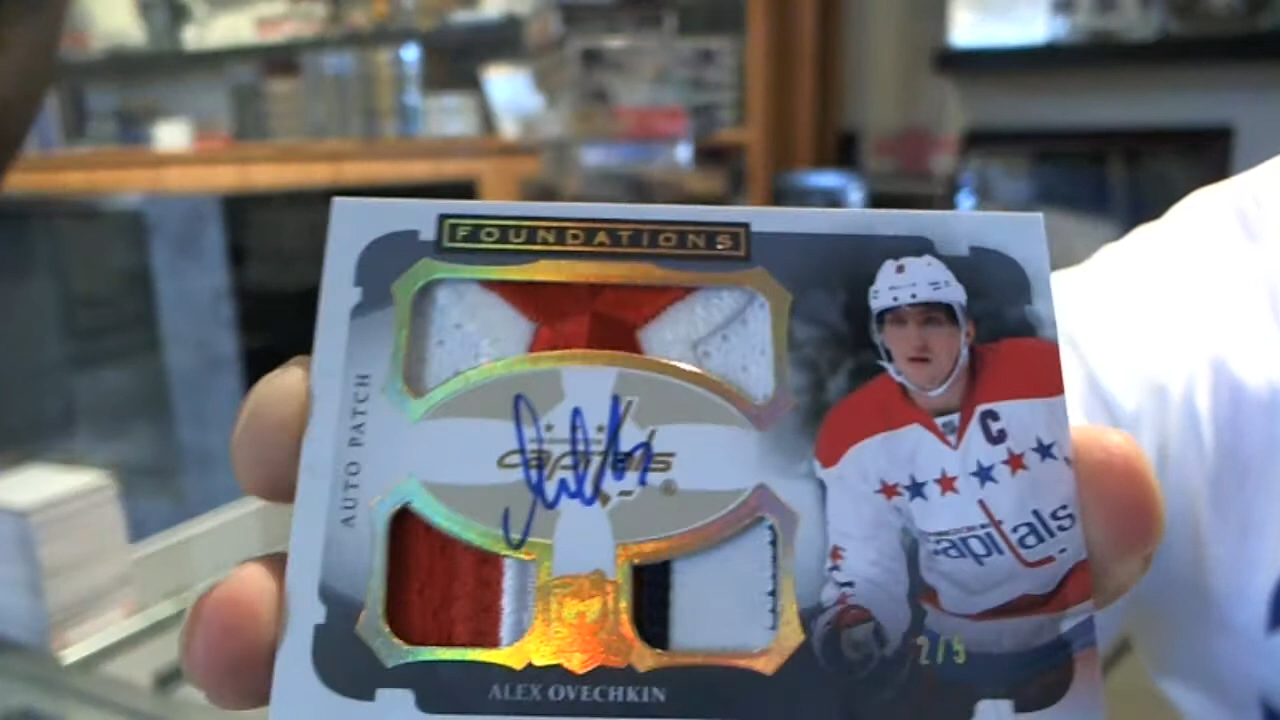 FOUNDATIONS
AUTO PATCH
capitals
C
capitals
2/5
ALEX OVECHKIN